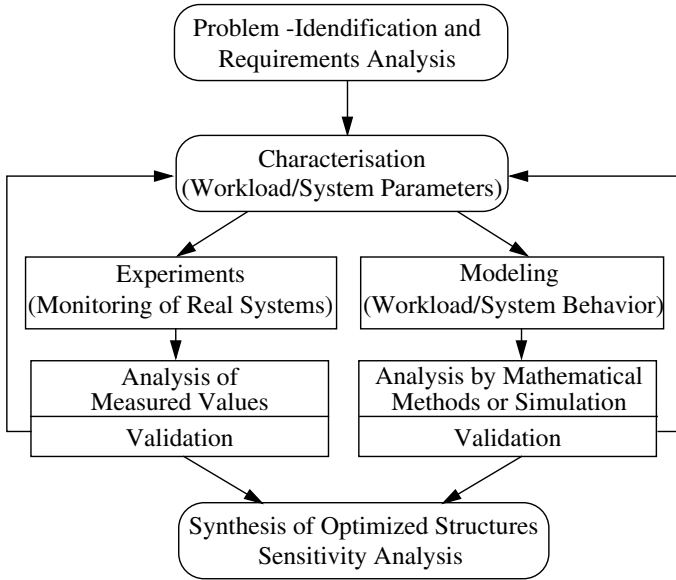 Problem -Idendification and
Requirements Analysis
Characterisation
(Workload/System Parameters)
Experiments
(Monitoring of Real Systems)
Modeling
(Workload/System Behavior)
Analysis of
Measured Values
Validation
Analysis by Mathematical
Methods or Simulation
Validation
Synthesis of Optimized Structures
Sensitivity Analysis